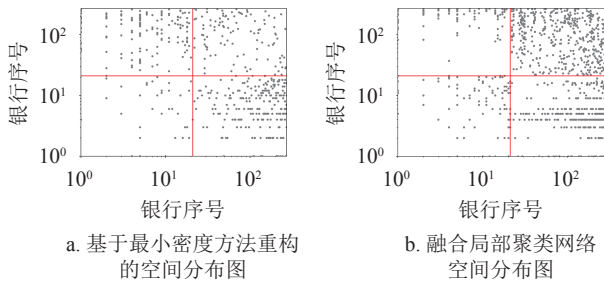 10²
10¹
10⁰
银行序号
10⁰
10¹
10²
银行序号
a. 基于最小密度方法重构
的空间分布图
10²
10¹
10⁰
银行序号
10⁰
10¹
10²
银行序号
b. 融合局部聚类网络
空间分布图